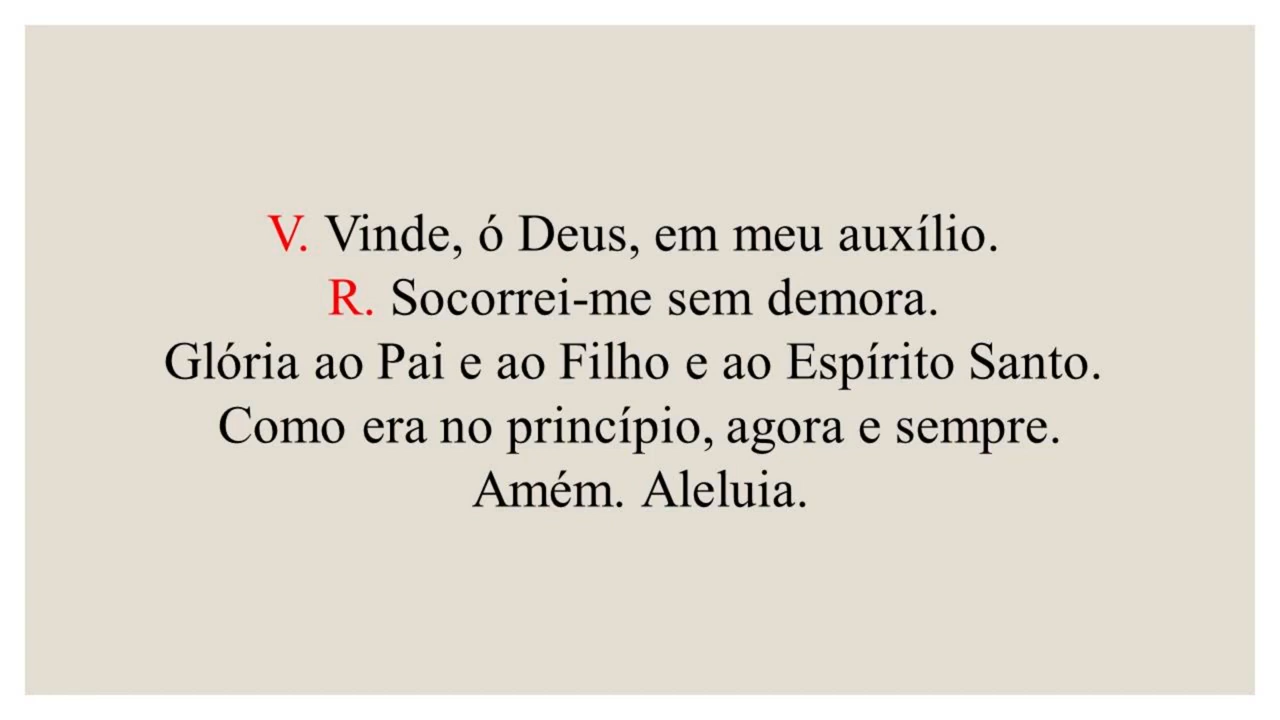 V. Vinde, ó Deus, em meu auxílio.
R. Socorrei-me sem demora.
Glória ao Pai e ao Filho e ao Espírito Santo.
Como era no princípio, agora e sempre.
Amém. Aleluia.